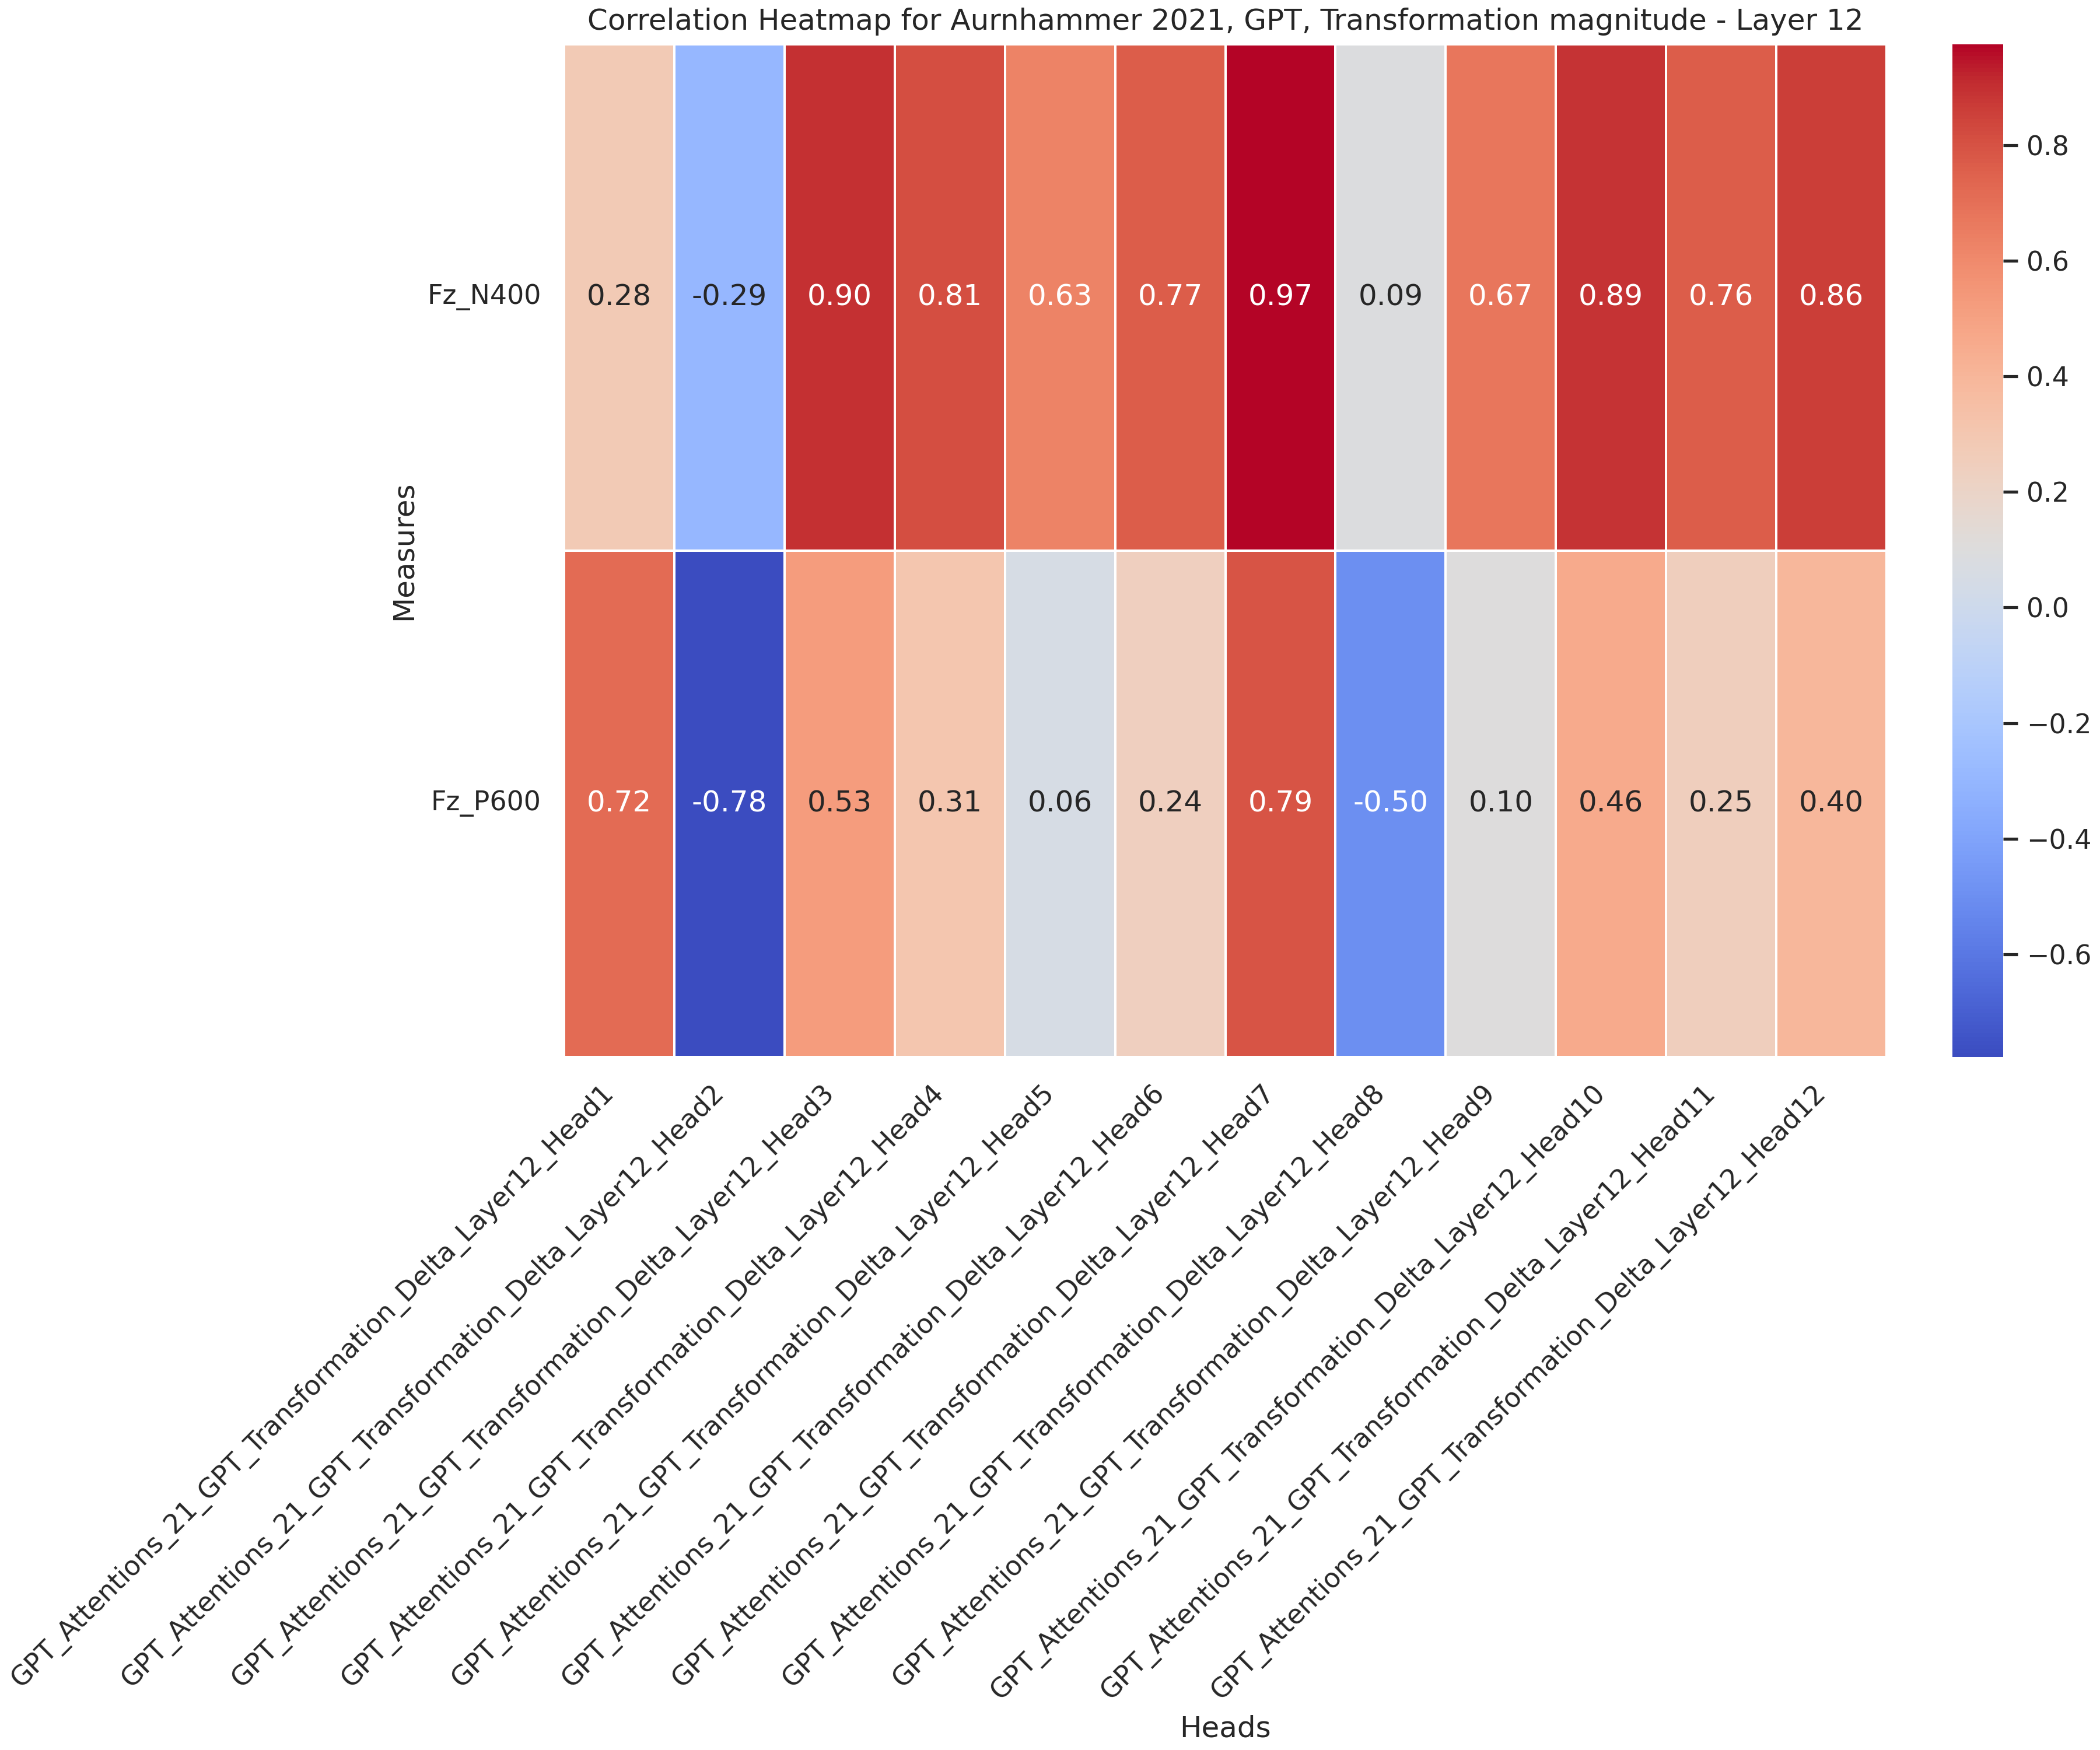 Correlation Heatmap for Aurnhammer 2021, GPT, Transformation magnitude - Layer 12
Measures
Fz_N400
0.28 -0.29 0.90 0.81 0.63 0.77 0.97 0.09 0.67 0.89 0.76 0.86
Fz_P600
0.72 -0.78 0.53 0.31 0.06 0.24 0.79 -0.50 0.10 0.46 0.25 0.40
GPT_Attentions_21_GPT_Transformation_Delta_Layer12_Head1
GPT_Attentions_21_GPT_Transformation_Delta_Layer12_Head2
GPT_Attentions_21_GPT_Transformation_Delta_Layer12_Head3
GPT_Attentions_21_GPT_Transformation_Delta_Layer12_Head4
GPT_Attentions_21_GPT_Transformation_Delta_Layer12_Head5
GPT_Attentions_21_GPT_Transformation_Delta_Layer12_Head6
GPT_Attentions_21_GPT_Transformation_Delta_Layer12_Head7
GPT_Attentions_21_GPT_Transformation_Delta_Layer12_Head8
GPT_Attentions_21_GPT_Transformation_Delta_Layer12_Head9
GPT_Attentions_21_GPT_Transformation_Delta_Layer12_Head10
GPT_Attentions_21_GPT_Transformation_Delta_Layer12_Head11
GPT_Attentions_21_GPT_Transformation_Delta_Layer12_Head12
Heads
0.8
0.6
0.4
0.2
0.0
−0.2
−0.4
−0.6